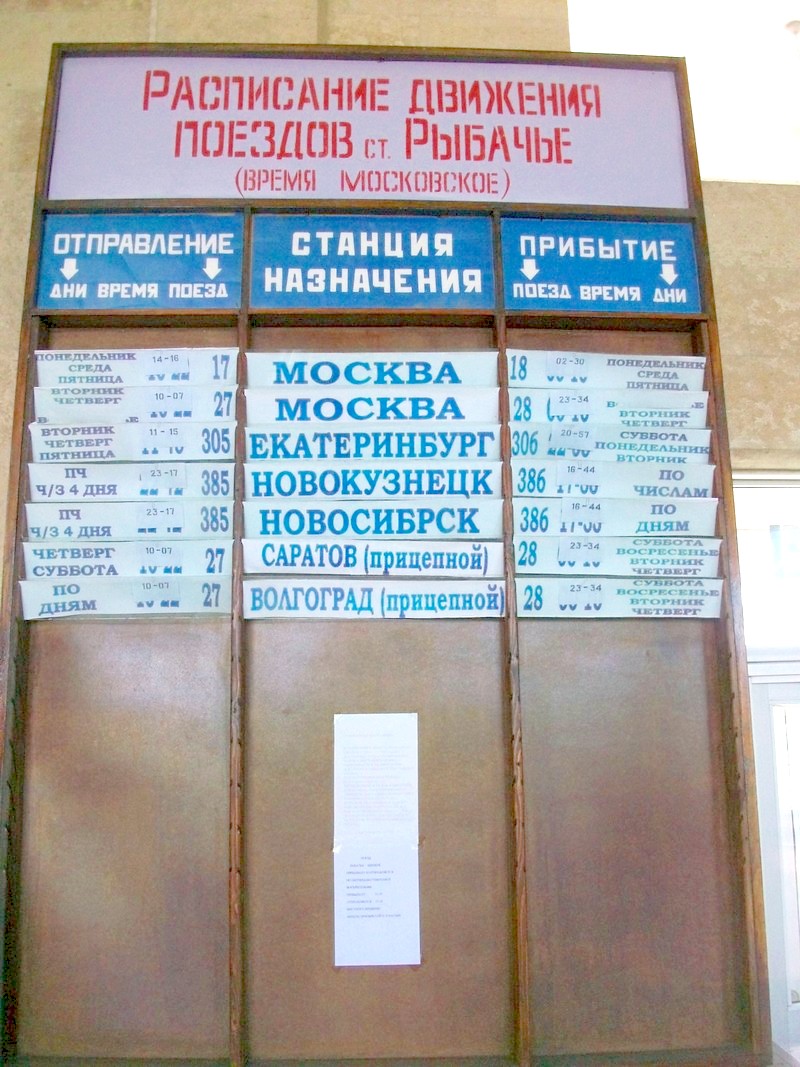 Расписание движения
поездов ст. Рыбачье
(время московское)
ОТПРАВЛЕНИЕ СТАНЦИЯ НАЗНАЧЕНИЯ ПРИБЫТИЕ
ДНИ ВРЕМЯ ПОЕЗД ПОЕЗД ВРЕМЯ ДНИ
ПОНЕДЕЛЬНИК СРЕДА ПЯТНИЦА 14-16 17 МОСКВА 18 02-30 ПОНЕДЕЛЬНИК СРЕДА ПЯТНИЦА
ВТОРНИК ЧЕТВЕРГ 10-07 27 МОСКВА 28 23-34 ВТОРНИК ЧЕТВЕРГ
ВТОРНИК ЧЕТВЕРГ ПЯТНИЦА 11-15 305 ЕКАТЕРИНБУРГ 306 20-57 СУББОТА ПОНЕДЕЛЬНИК ВТОРНИК
ПЧ Ч/З 4 ДНЯ 23-17 385 НОВОКУЗНЕЦК 386 16-44 ПО ЧИСЛАМ
ПЧ Ч/З 4 ДНЯ 23-17 385 НОВОСИБРСК 386 16-44 ПО ДНЯМ
ЧЕТВЕРГ СУББОТА 10-07 27 САРАТОВ (прицепной) 28 23-34 СУББОТА ВОСРЕСЕНЬЕ ВТОРНИК ЧЕТВЕРГ
ПО ДНЯМ 10-07 27 ВОЛГОГРАД (прицепной) 28 23-34 СУББОТА ВОСРЕСЕНЬЕ ВТОРНИК ЧЕТВЕРГ